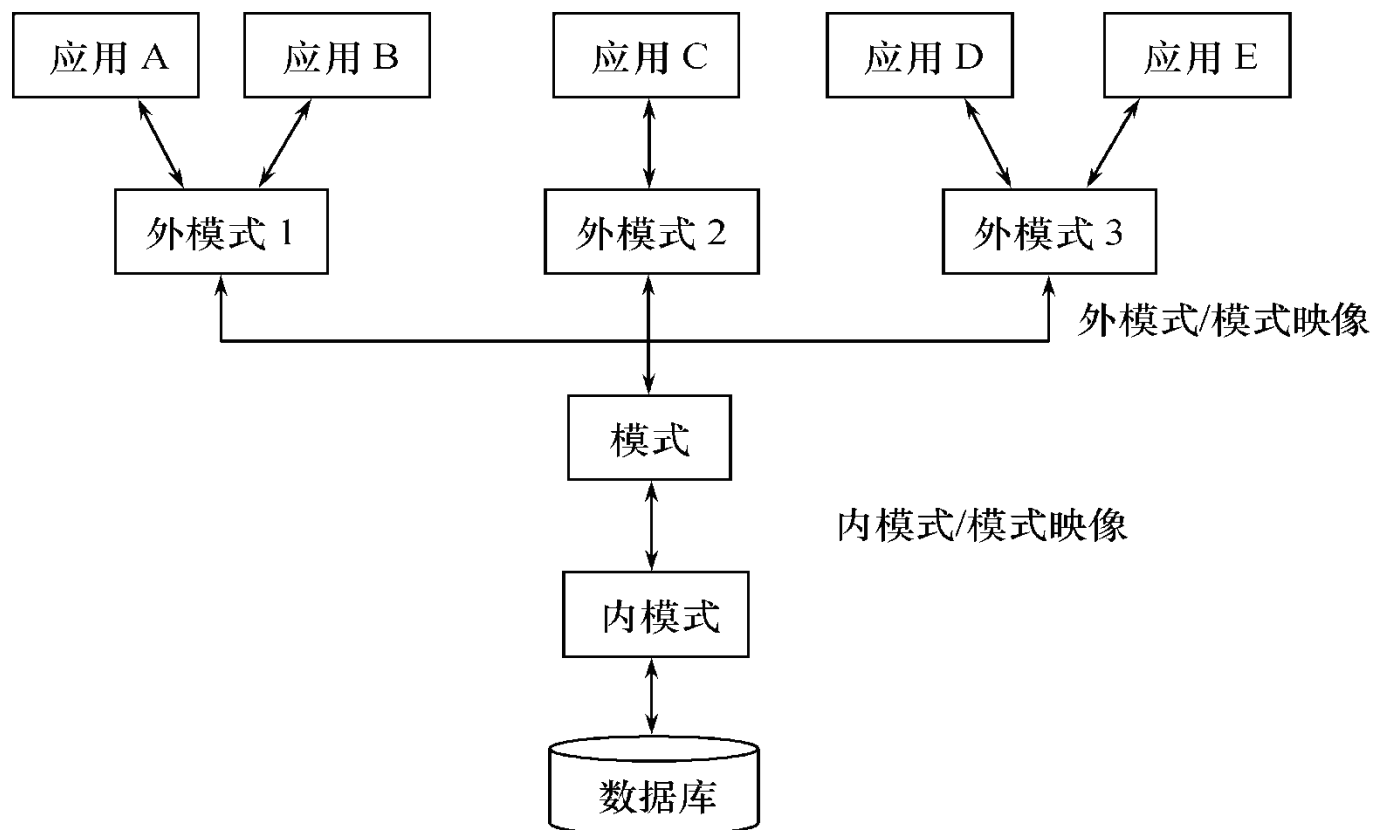 应用 A
应用 B
应用 C
应用 D
应用 E
外模式 1
外模式 2
外模式 3
外模式/模式映像
模式
内模式/模式映像
内模式
数据库